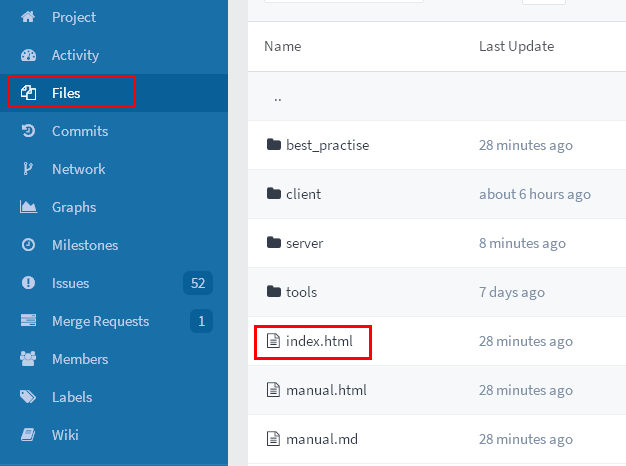 Project
Activity
Files
Commits
Network
Graphs
Milestones
Issues 52
Merge Requests 1
Members
Labels
Wiki
Name Last Update
..
best_practise 28 minutes ago
client about 6 hours ago
server 8 minutes ago
tools 7 days ago
index.html 28 minutes ago
manual.html 28 minutes ago
manual.md 28 minutes ago